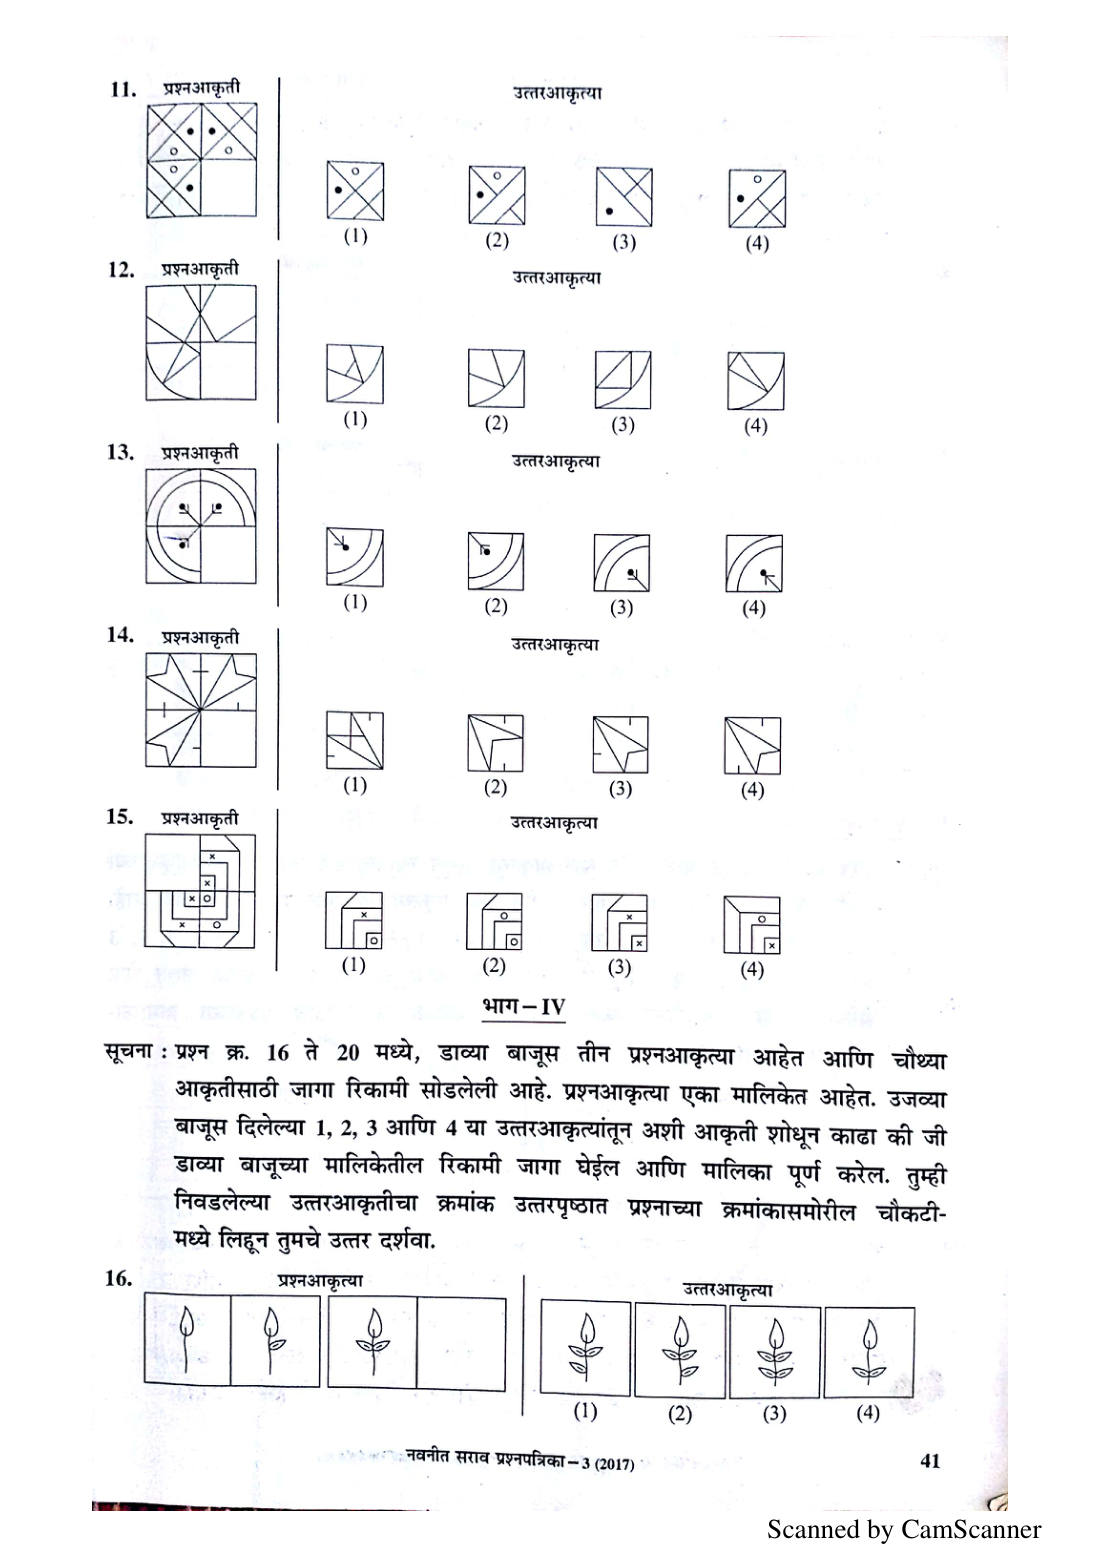 11. प्रश्नआकृती उत्तरआकृत्या
(1) (2) (3) (4)
12. प्रश्नआकृती उत्तरआकृत्या
(1) (2) (3) (4)
13. प्रश्नआकृती उत्तरआकृत्या
(1) (2) (3) (4)
14. प्रश्नआकृती उत्तरआकृत्या
(1) (2) (3) (4)
15. प्रश्नआकृती उत्तरआकृत्या
(1) (2) (3) (4)
भाग – IV
सूचना : प्रश्न क्र. 16 ते 20 मध्ये, डाव्या बाजूस तीन प्रश्नआकृत्या आहेत आणि चौथ्या
आकृतीसाठी जागा रिकामी सोडलेली आहे. प्रश्नआकृत्या एका मालिकेत आहेत. उजव्या
बाजूस दिलेल्या 1, 2, 3 आणि 4 या उत्तरआकृत्यांतून अशी आकृती शोधून काढा की जी
डाव्या बाजूच्या मालिकेतील रिकामी जागा घेईल आणि मालिका पूर्ण करेल. तुम्ही
निवडलेल्या उत्तरआकृतीचा क्रमांक उत्तरपृष्ठात प्रश्नाच्या क्रमांकासमोरील चौकटी-
मध्ये लिहून तुमचे उत्तर दर्शवा.
16. प्रश्नआकृत्या उत्तरआकृत्या
(1) (2) (3) (4)
नवनीत सराव प्रश्नपत्रिका – 3 (2017) 41
Scanned by CamScanner